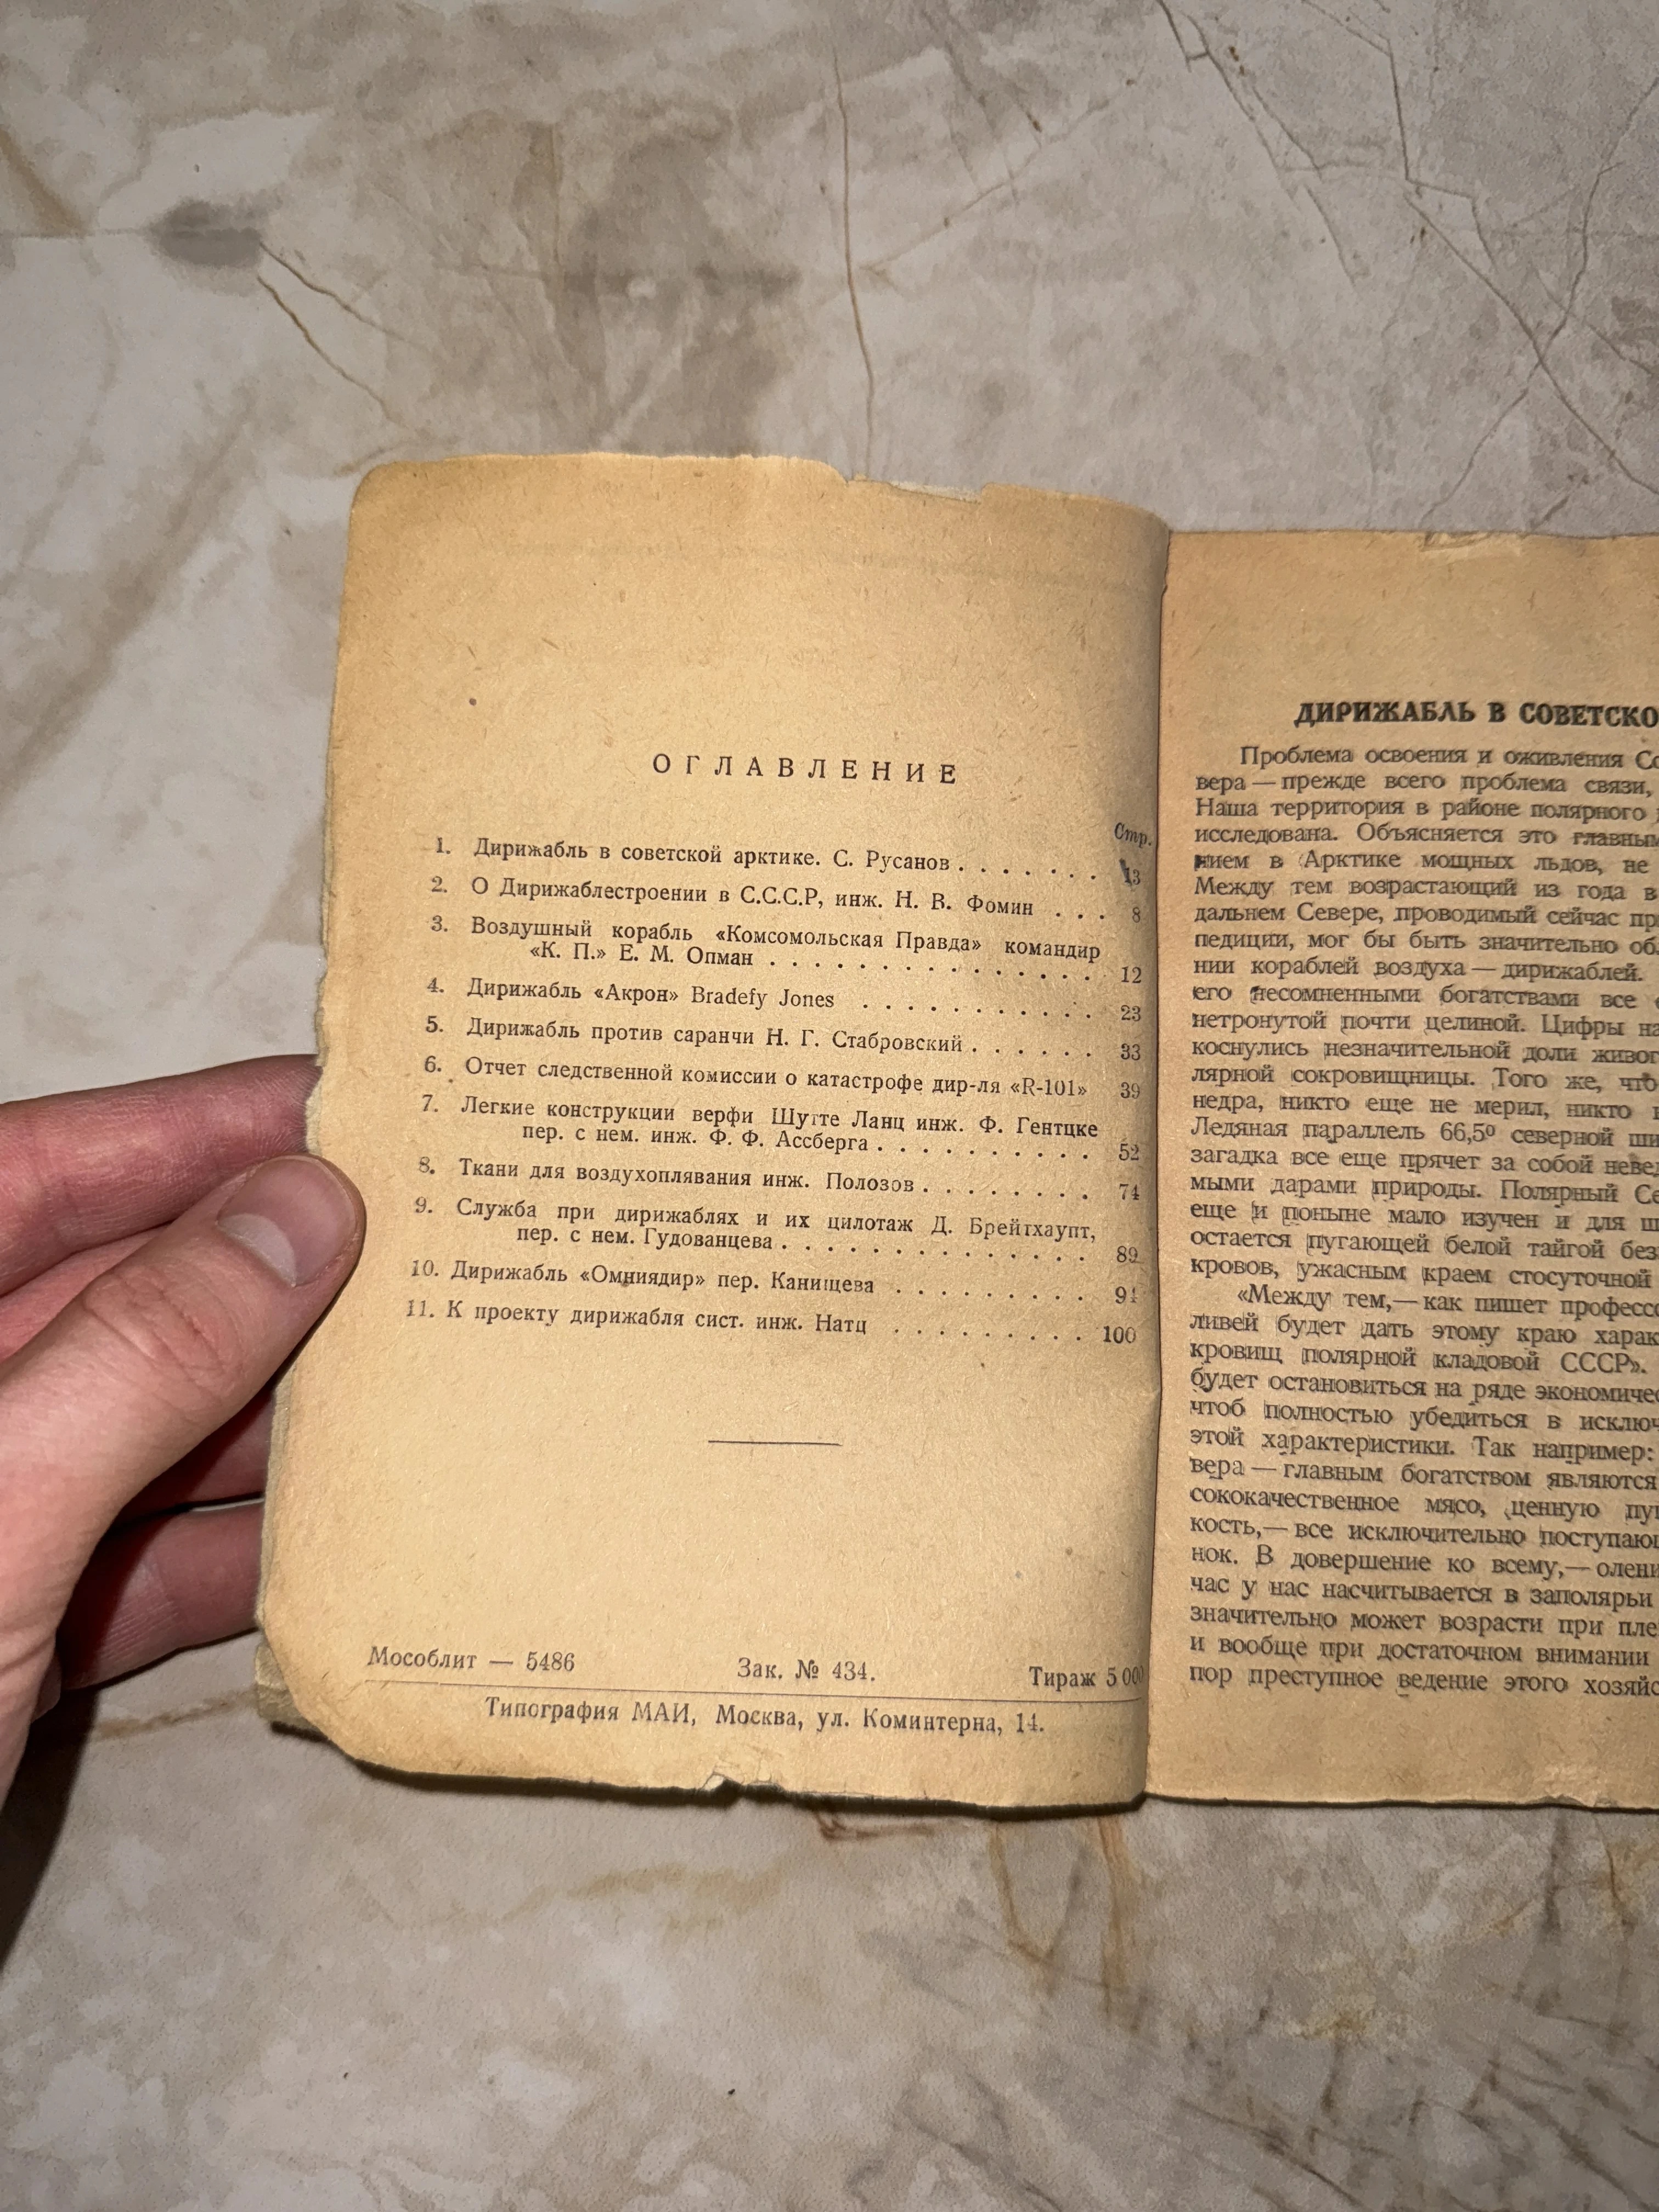 ОГЛАВЛЕНИЕ
Стр.
1. Дирижабль в советской арктике. С. Русанов . . . . . . . 13
2. О Дирижаблестроении в С.С.С.Р, инж. Н. В. Фомин . . . 8
3. Воздушный корабль «Комсомольская Правда» командир
«К. П.» Е. М. Опман . . . . . . . . . . . . . . . 12
4. Дирижабль «Акрон» Bradefy Jones . . . . . . . . . . 23
5. Дирижабль против саранчи Н. Г. Стабровский . . . . . . 33
6. Отчет следственной комиссии о катастрофе дир-ля «R-101» 39
7. Легкие конструкции верфи Шутте Ланц инж. Ф. Гентцке
пер. с нем. инж. Ф. Ф. Ассберга . . . . . . . . . . 52
8. Ткани для воздухоплавания инж. Полозов . . . . . . . . 74
9. Служба при дирижаблях и их цилотаж Д. Брейтхаупт,
пер. с нем. Гудованцева . . . . . . . . . . . . . . 89
10. Дирижабль «Омниядир» пер. Канищева . . . . . . . . . 94
11. К проекту дирижабля сист. инж. Натц . . . . . . . . . 100
Мособлит — 5486 Зак. № 434. Тираж 5 000
Типография МАИ, Москва, ул. Коминтерна, 14.
ДИРИЖАБЛЬ В СОВЕТСКО
Проблема освоения и оживления Се
вера — прежде всего проблема связи,
Наша территория в районе полярного
исследована. Объясняется это главным
нием в Арктике мощных льдов, не
Между тем возрастающий из года в
дальнем Севере, проводимый сейчас пр
педиции, мог бы быть значительно об
нии кораблей воздуха — дирижаблей.
его несомненными богатствами все
нетронутой почти целиной. Цифры на
коснулись незначительной доли живог
лярной сокровищницы. Того же, что
недра, никто еще не мерил, никто
Ледяная параллель 66,5° северной ши
загадка все еще прячет за собой неве
мыми дарами природы. Полярный Се
еще и поныне мало изучен и для ш
остается пугающей белой тайгой без
кровов, ужасным краем стосуточной
«Между тем,— как пишет професс
ливей будет дать этому краю харак
кровищ полярной кладовой СССР».
будет остановиться на ряде экономиче
чтоб полностью убедиться в исключ
этой характеристики. Так например:
вера — главным богатством являются
сококачественное мясо, ценную пу
кость,— все исключительно поступаю
нок. В довершение ко всему,— олени
час у нас насчитывается в заполярьи
значительно может возрасти при пле
и вообще при достаточном внимании
пор преступное ведение этого хозяйс